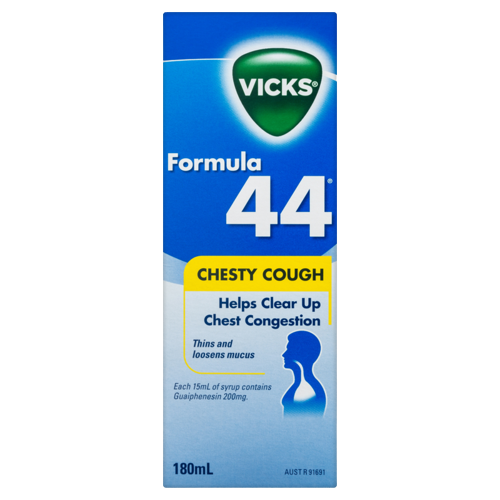 VICKS®
Formula
44®
CHESTY COUGH
Helps Clear Up
Chest Congestion
Thins and
loosens mucus
Each 15mL of syrup contains
Guaiphenesin 200mg.
180mL
AUST R 91691